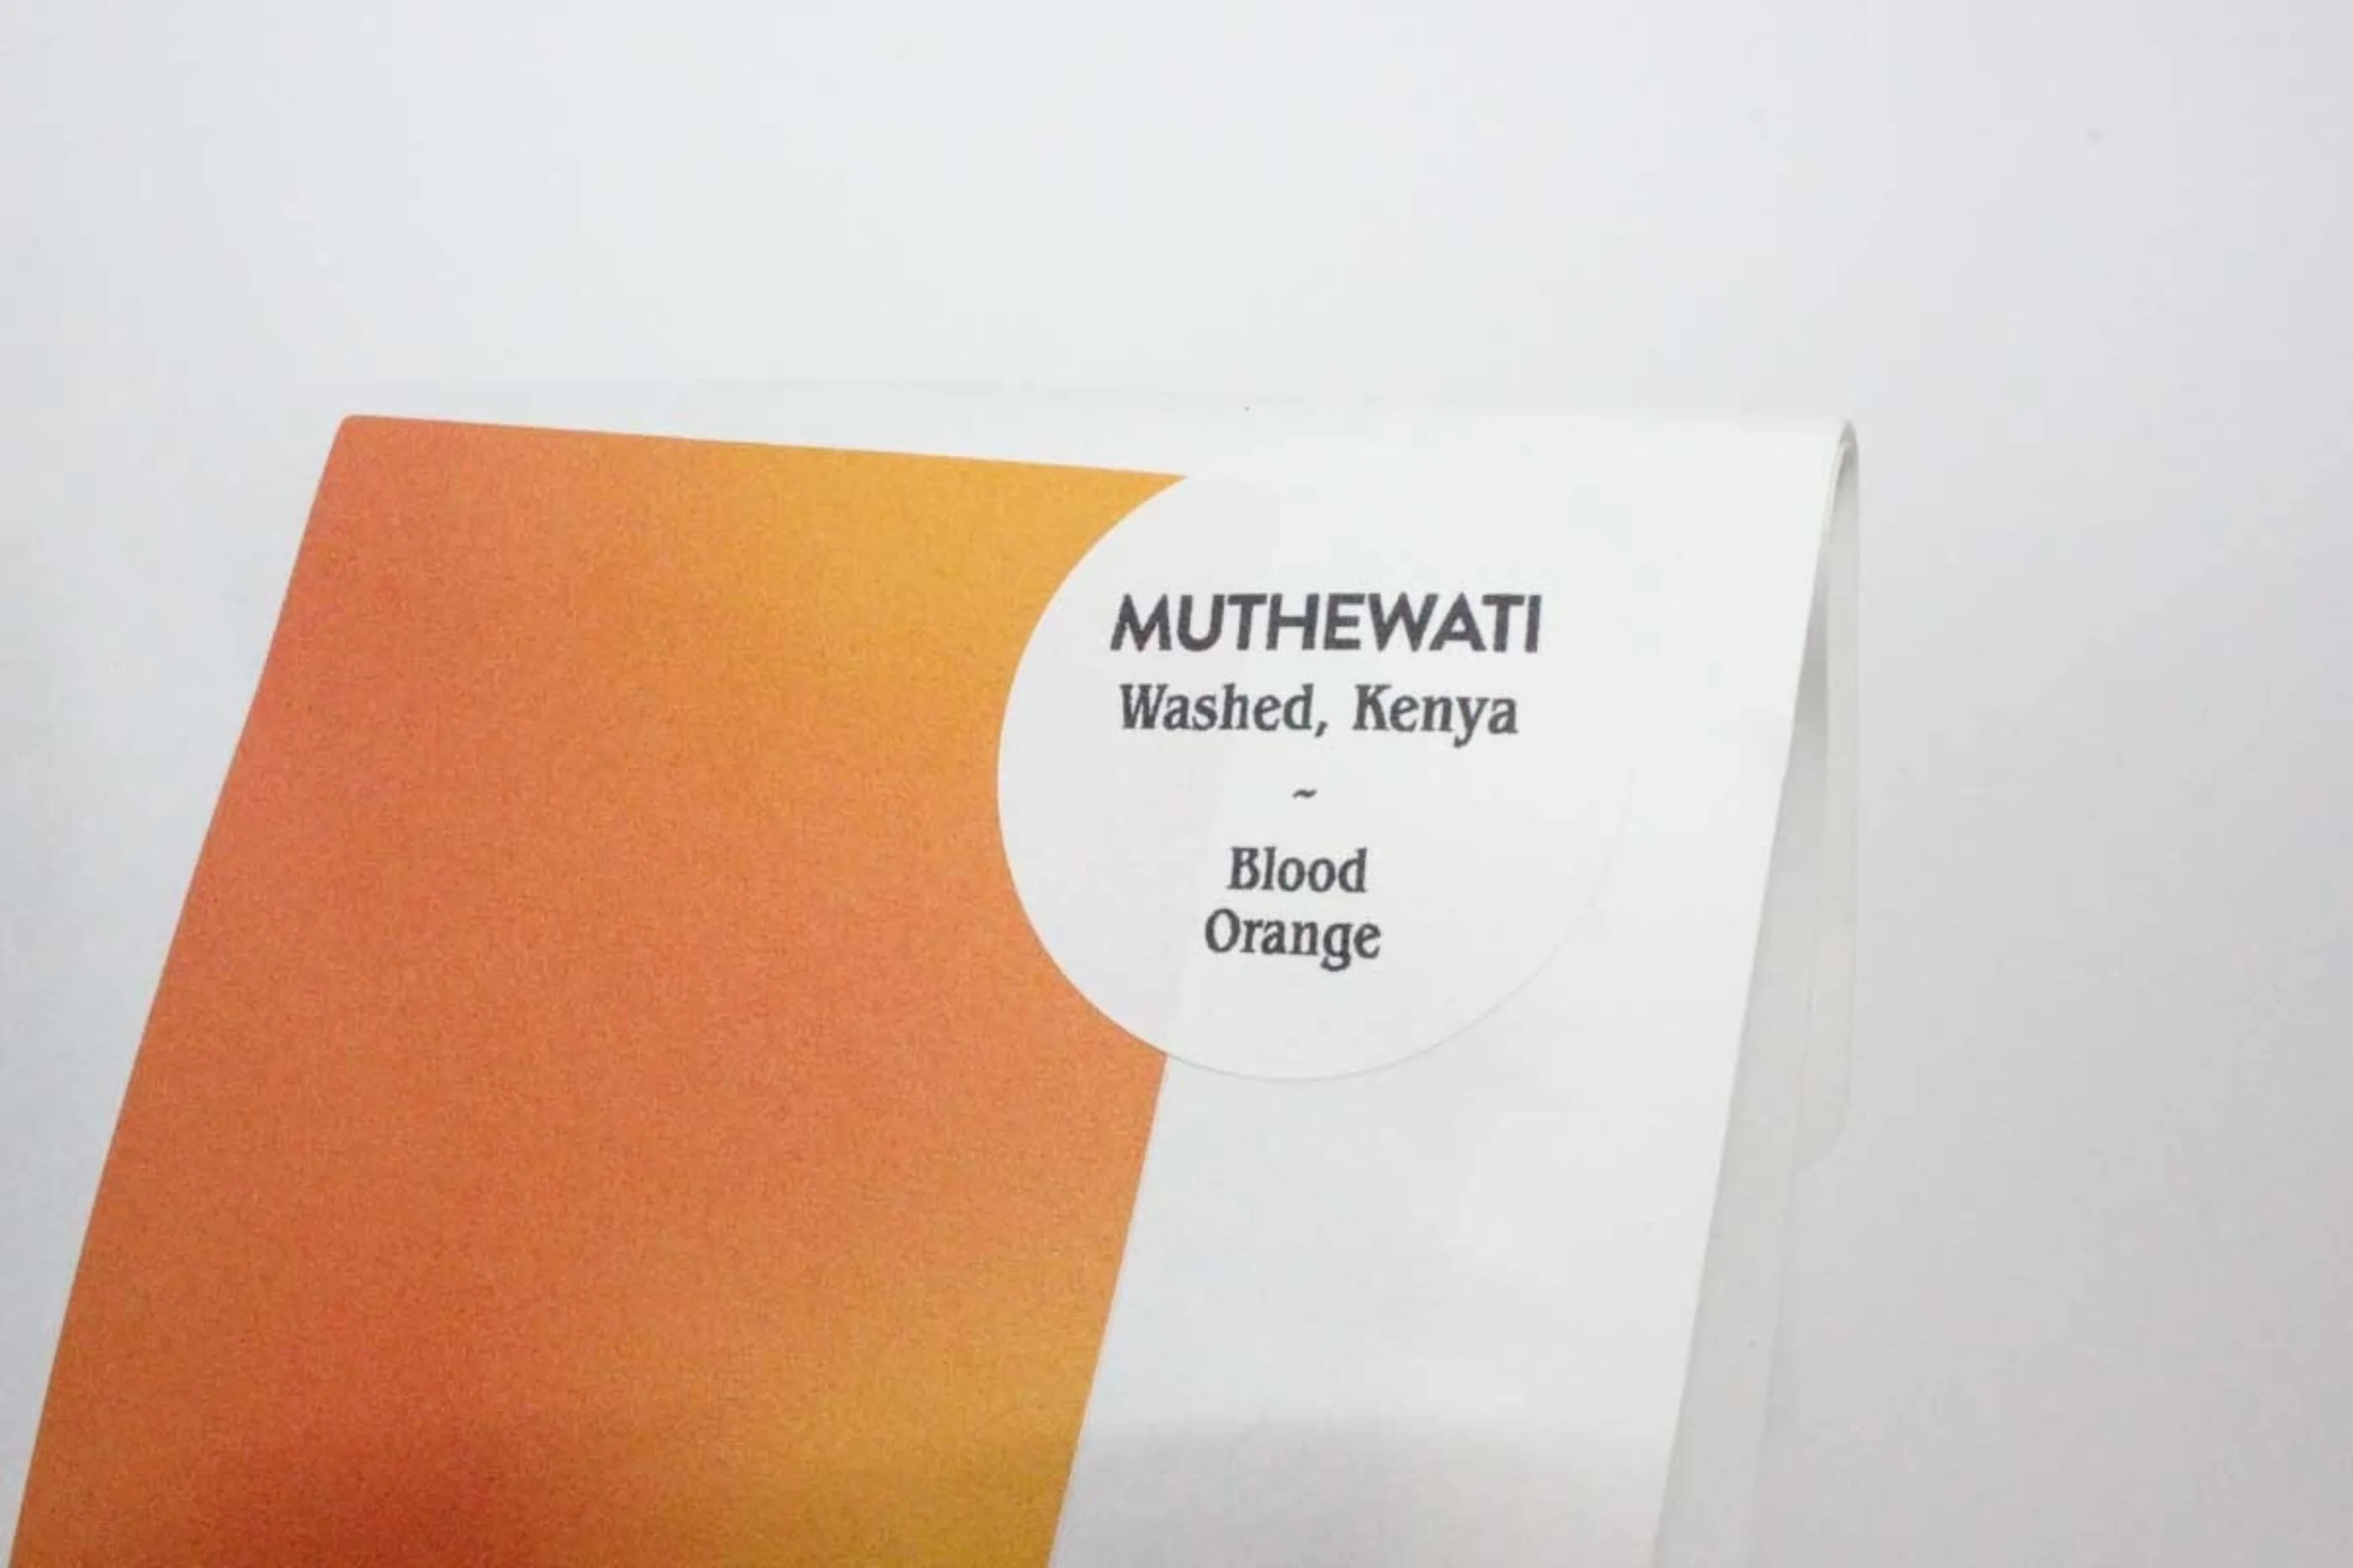 MUTHEWATI
Washed, Kenya
~
Blood
Orange